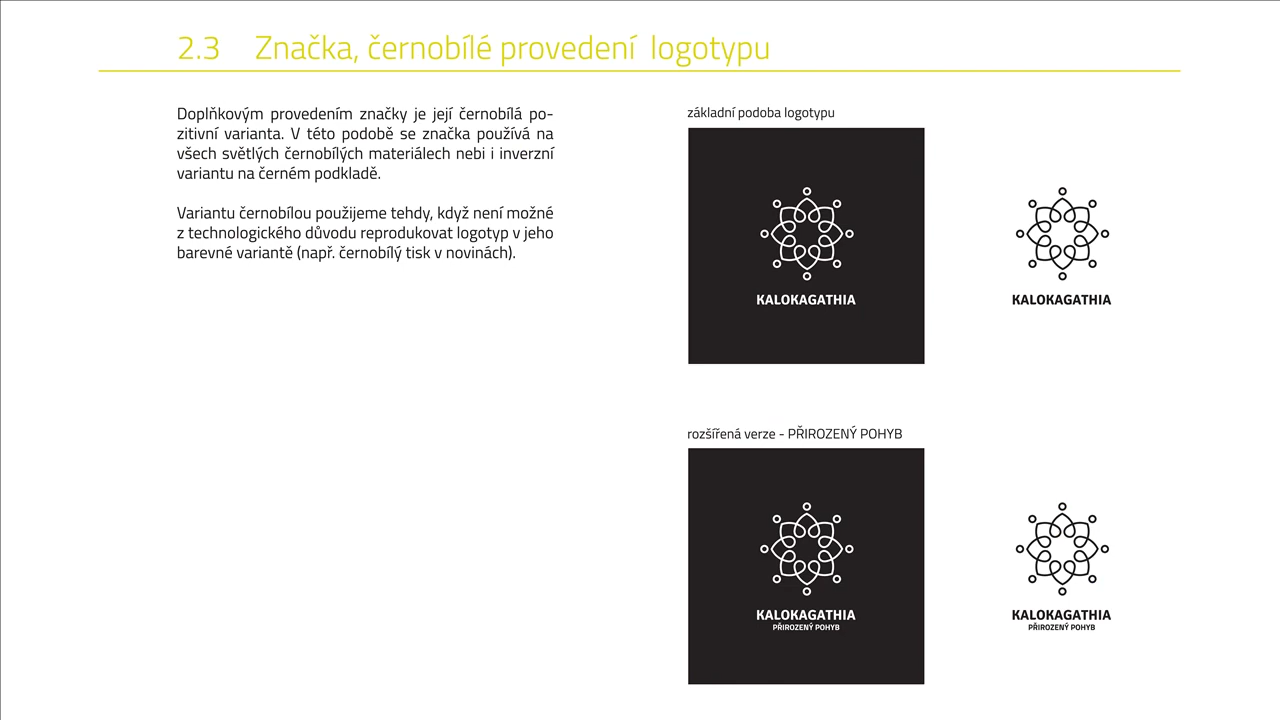 2.3 Značka, černobílé provedení logotypu
Doplňkovým provedením značky je její černobílá po-
zitivní varianta. V této podobě se značka používá na
všech světlých černobílých materiálech nebi i inverzní
variantu na černém podkladě.
Variantu černobílou použijeme tehdy, když není možné
z technologického důvodu reprodukovat logotyp v jeho
barevné variantě (např. černobílý tisk v novinách).
základní podoba logotypu
KALOKAGATHIA
KALOKAGATHIA
rozšířená verze - PŘIROZENÝ POHYB
KALOKAGATHIA
PŘIROZENÝ POHYB
KALOKAGATHIA
PŘIROZENÝ POHYB